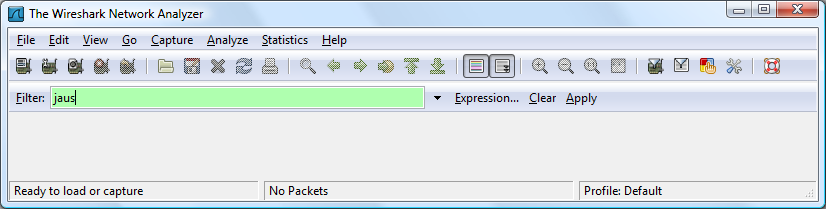 The Wireshark Network Analyzer
File Edit View Go Capture Analyze Statistics Help
Filter: jaus Expression... Clear Apply
Ready to load or capture No Packets Profile: Default